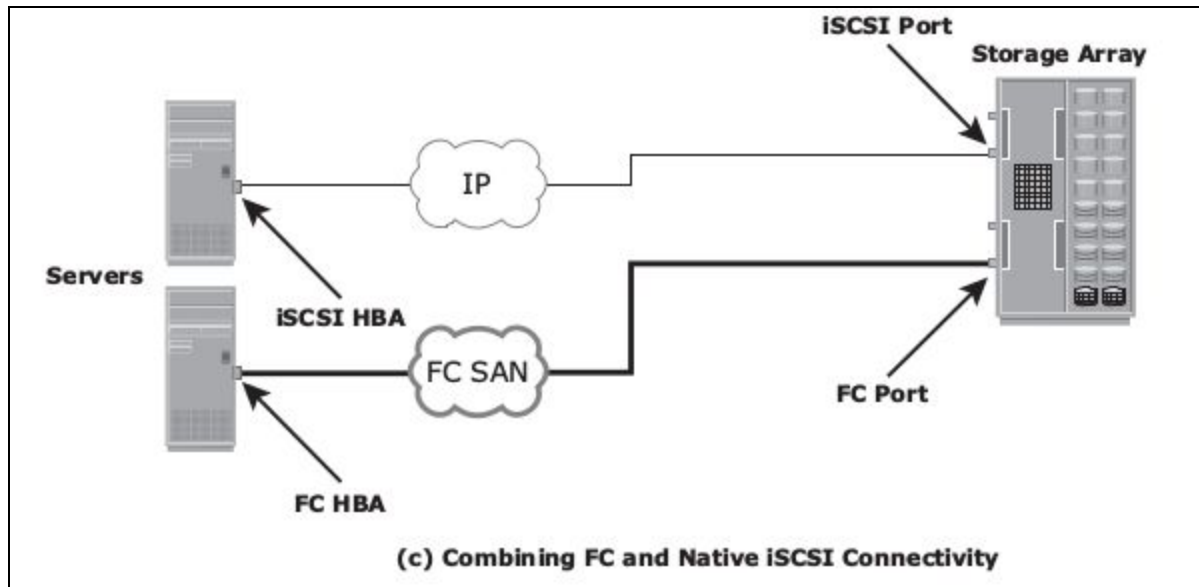 iSCSI Port
Storage Array
IP
Servers
iSCSI HBA
FC SAN
FC Port
FC HBA
(c) Combining FC and Native iSCSI Connectivity